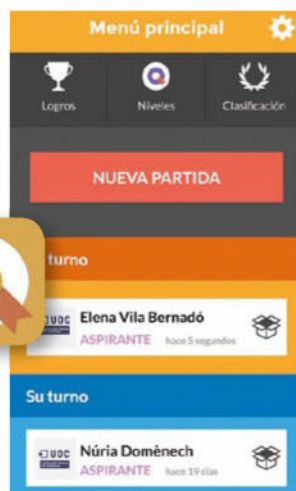 Menú principal
Logros Niveles Clasificación
NUEVA PARTIDA
turno
UOC Elena Vila Bernadó
ASPIRANTE hace 5 segundos
Su turno
UOC Núria Domènech
ASPIRANTE hace 19 días